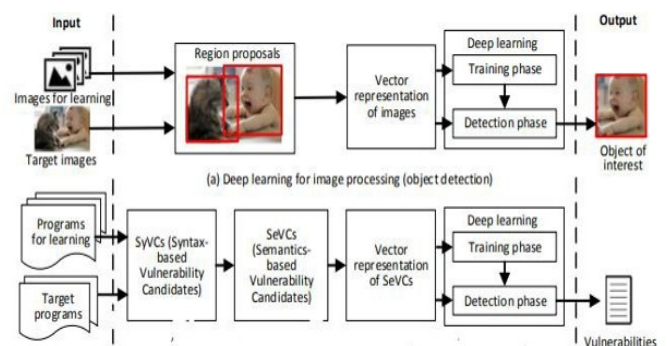 Input
Output
Images for learning
Target images
Region proposals
Vector
representation
of images
Deep learning
Training phase
Detection phase
Object of
interest
(a) Deep learning for image processing (object detection)
Programs
for learning
Target
programs
SyVCs (Syntax-
based
Vulnerability
Candidates)
SeVCs
(Semantics-
based
Vulnerability
Candidates)
Vector
representation
of SeVCs
Deep learning
Training phase
Detection phase
Vulnerabilities